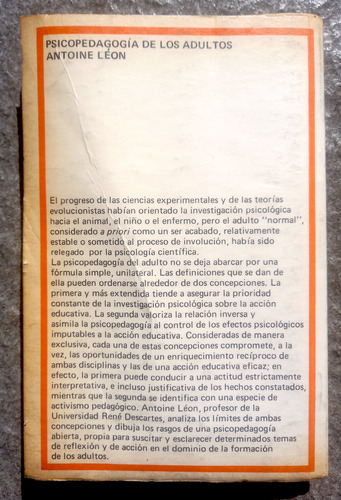 PSICOPEDAGOGÍA DE LOS ADULTOS
ANTOINE LÉON
El progreso de las ciencias experimentales y de las teorías
evolucionistas habían orientado la investigación psicológica
hacia el animal, el niño o el enfermo, pero el adulto "normal",
considerado a priori como un ser acabado, relativamente
estable o sometido al proceso de involución, había sido
relegado por la psicología científica.
La psicopedagogía del adulto no se deja abarcar por una
fórmula simple, unilateral. Las definiciones que se dan de
ella pueden ordenarse alrededor de dos concepciones. La
primera y más extendida tiende a asegurar la prioridad
constante de la investigación psicológica sobre la acción
educativa. La segunda valoriza la relación inversa y
asimila la psicopedagogía al control de los efectos psicológicos
imputables a la acción educativa. Consideradas de manera
exclusiva, cada una de estas concepciones compromete, a la
vez, las oportunidades de un enriquecimiento recíproco de
ambas disciplinas y las de una acción educativa eficaz; en
efecto, la primera puede conducir a una actitud estrictamente
interpretativa, e incluso justificativa de los hechos constatados,
mientras que la segunda se identifica con una especie de
activismo pedagógico. Antoine Léon, profesor de la
Universidad René Descartes, analiza los límites de ambas
concepciones y dibuja los rasgos de una psicopedagogía
abierta, propia para suscitar y esclarecer determinados temas
de reflexión y de acción en el dominio de la formación
de los adultos.